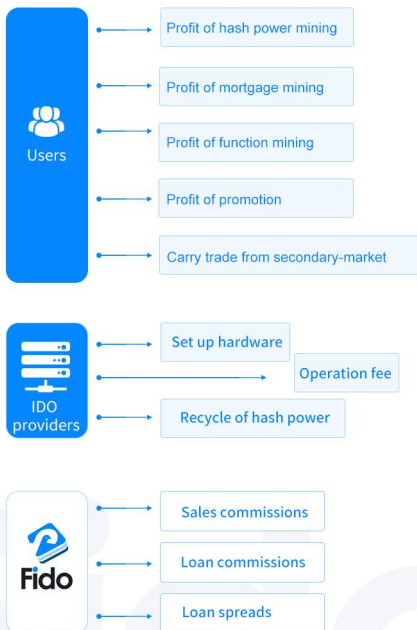 Profit of hash power mining
Profit of mortgage mining
Users
Profit of function mining
Profit of promotion
Carry trade from secondary-market
IDO
providers
Set up hardware
Operation fee
Recycle of hash power
Fido
Sales commissions
Loan commissions
Loan spreads